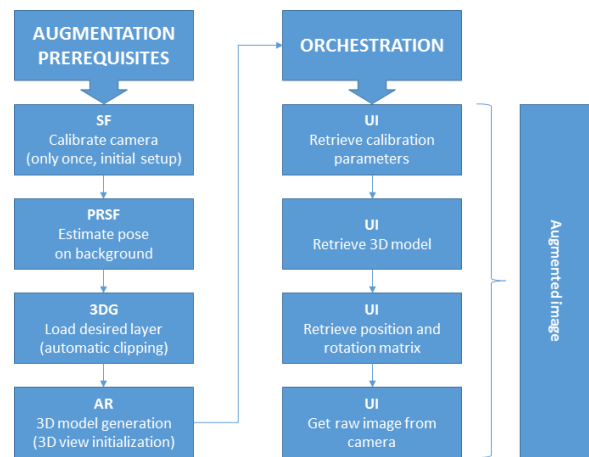 AUGMENTATION
PREREQUISITES
SF
Calibrate camera
(only once, initial setup)
PRSF
Estimate pose
on background
3DG
Load desired layer
(automatic clipping)
AR
3D model generation
(3D view initialization)
ORCHESTRATION
UI
Retrieve calibration
parameters
UI
Retrieve 3D model
UI
Retrieve position and
rotation matrix
UI
Get raw image from
camera
Augmented image